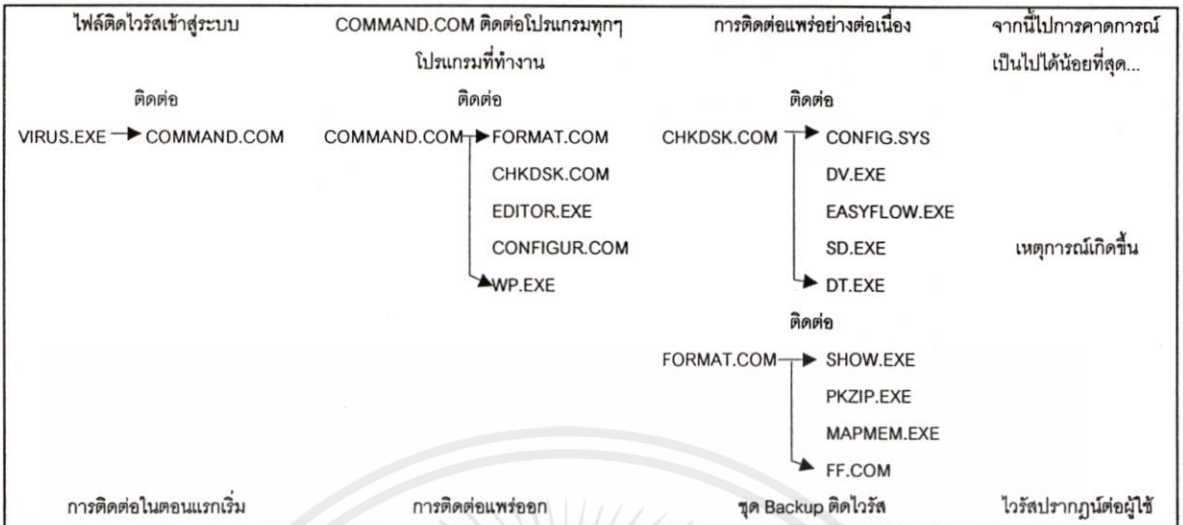 ไฟล์ติดไวรัสเข้าสู่ระบบ COMMAND.COM ติดต่อโปรแกรมทุกๆ การติดต่อแพร่อย่างต่อเนื่อง จากนี้ไปการคาดการณ์
โปรแกรมที่ทำงาน เป็นไปได้น้อยที่สุด...
ติดต่อ ติดต่อ ติดต่อ
VIRUS.EXE COMMAND.COM COMMAND.COM FORMAT.COM CHKDSK.COM CONFIG.SYS
CHKDSK.COM DV.EXE
EDITOR.EXE EASYFLOW.EXE
CONFIGUR.COM SD.EXE เหตุการณ์เกิดขึ้น
WP.EXE DT.EXE
ติดต่อ
FORMAT.COM SHOW.EXE
PKZIP.EXE
MAPMEM.EXE
FF.COM
การติดต่อในตอนแรกเริ่ม การติดต่อแพร่ออก ชุด Backup ติดไวรัส ไวรัสปรากฏน์ต่อผู้ใช้